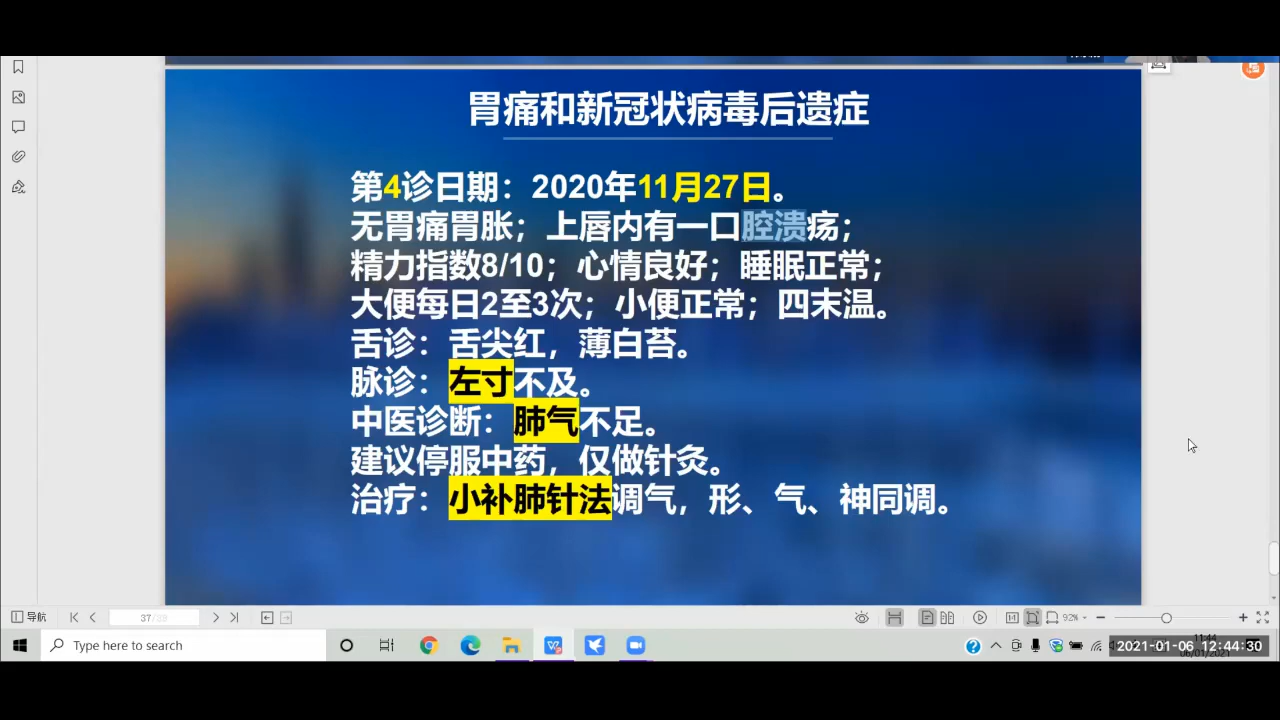 胃痛和新冠状病毒后遗症
第4诊日期：2020年11月27日。
无胃痛胃胀；上唇内有一口腔溃疡；
精力指数8/10；心情良好；睡眠正常；
大便每日2至3次；小便正常；四末温。
舌诊：舌尖红，薄白苔。
脉诊：左寸不及。
中医诊断：肺气不足。
建议停服中药，仅做针灸。
治疗：小补肺针法调气，形、气、神同调。
导航
37/
92%
Type here to search
2021-01-06 12:44:30